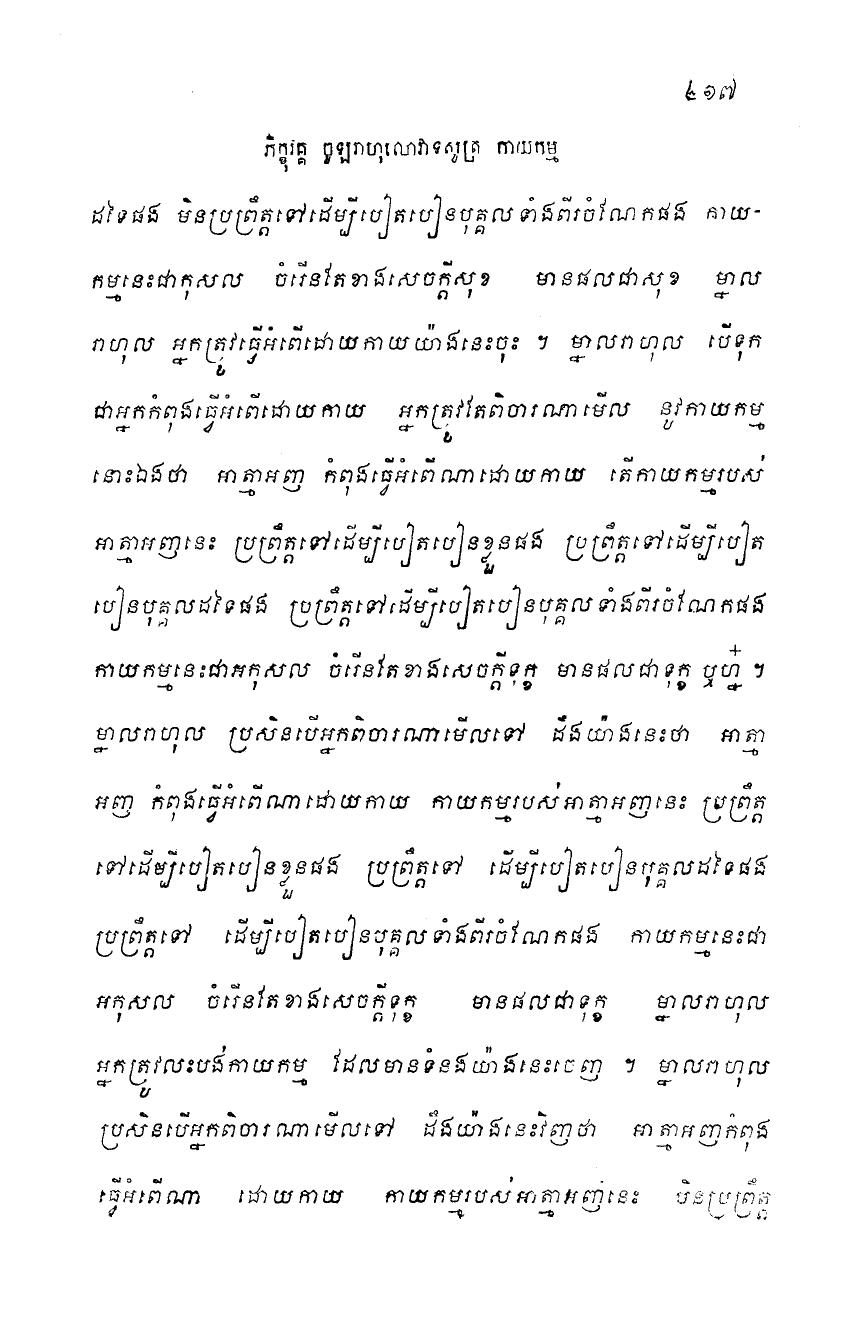 ៤១៧
ភិក្ខុវគ្គ ចូឡរាហុលោវាទសូត្រ កាយកម្ម
ដទៃផង មិនប្រព្រឹត្តទៅដើម្បីបៀតបៀនបុគ្គលទាំងពីរចំណែកផង កាយ-
កម្មនេះជាកុសល ចំរើនតែខាងសេចក្តីសុខ មានផលជាសុខ ម្នាល
រាហុល អ្នកត្រូវធ្វើអំពើដោយកាយយ៉ាងនេះចុះ ។ ម្នាលរាហុល បើទុក
ជាអ្នកកំពុងធ្វើអំពើដោយកាយ អ្នកត្រូវតែពិចារណាមើល នូវកាយកម្ម
នោះឯងថា អាត្មាអញ កំពុងធ្វើអំពើណាដោយកាយ តើកាយកម្មរបស់
អាត្មាអញនេះ ប្រព្រឹត្តទៅដើម្បីបៀតបៀនខ្លួនផង ប្រព្រឹត្តទៅដើម្បីបៀត
បៀនបុគ្គលដទៃផង ប្រព្រឹត្តទៅដើម្បីបៀតបៀនបុគ្គលទាំងពីរចំណែកផង
កាយកម្មនេះជាអកុសល ចំរើនតែខាងសេចក្តីទុក្ខ មានផលជាទុក្ខ ឬហ្ន៎ ។
ម្នាលរាហុល ប្រសិនបើអ្នកពិចារណាមើលទៅ ដឹងយ៉ាងនេះថា អាត្មា
អញ កំពុងធ្វើអំពើណាដោយកាយ កាយកម្មរបស់អាត្មាអញនេះ ប្រព្រឹត្ត
ទៅដើម្បីបៀតបៀនខ្លួនផង ប្រព្រឹត្តទៅ ដើម្បីបៀតបៀនបុគ្គលដទៃផង
ប្រព្រឹត្តទៅ ដើម្បីបៀតបៀនបុគ្គលទាំងពីរចំណែកផង កាយកម្មនេះជា
អកុសល ចំរើនតែខាងសេចក្តីទុក្ខ មានផលជាទុក្ខ ម្នាលរាហុល
អ្នកត្រូវលះបង់កាយកម្ម ដែលមានទំនងយ៉ាងនេះចេញ ។ ម្នាលរាហុល
ប្រសិនបើអ្នកពិចារណាមើលទៅ ដឹងយ៉ាងនេះវិញថា អាត្មាអញកំពុង
ធ្វើអំពើណា ដោយកាយ កាយកម្មរបស់អាត្មាអញនេះ មិនប្រព្រឹត្ត